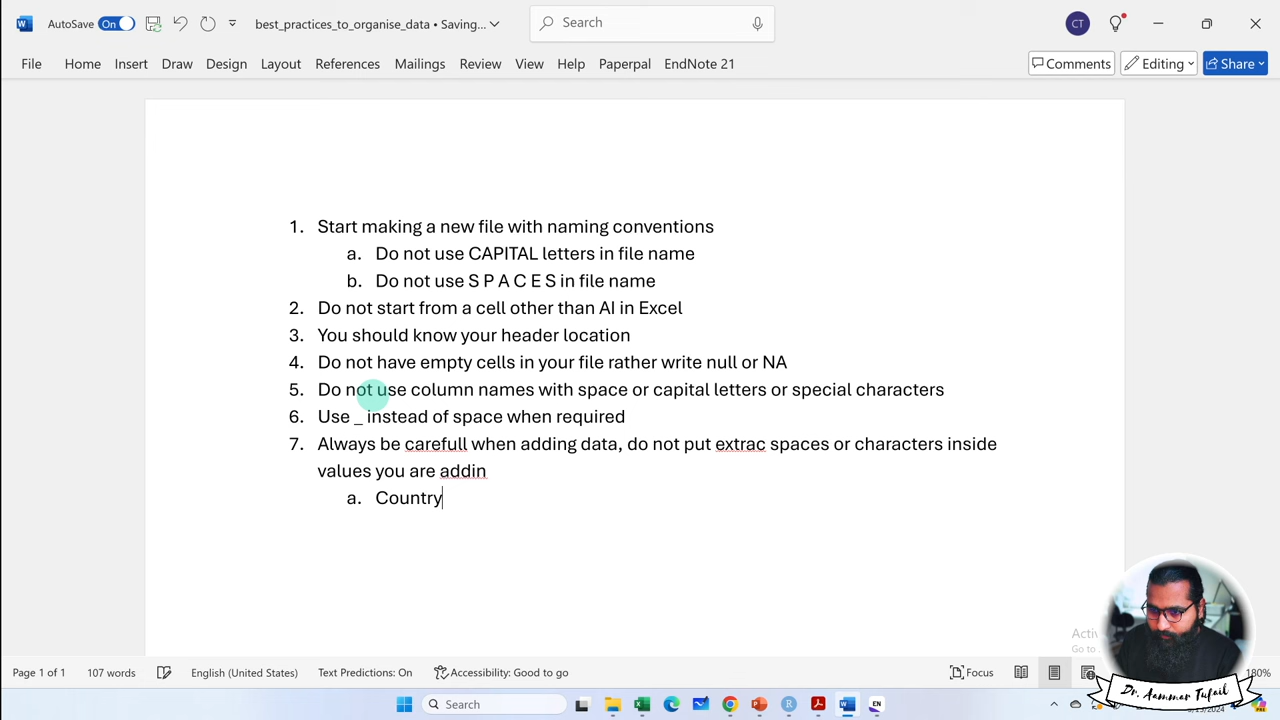 AutoSave On best_practices_to_organise_data • Saving... Search CT
File Home Insert Draw Design Layout References Mailings Review View Help Paperpal EndNote 21 Comments Editing Share
1. Start making a new file with naming conventions
a. Do not use CAPITAL letters in file name
b. Do not use S P A C E S in file name
2. Do not start from a cell other than AI in Excel
3. You should know your header location
4. Do not have empty cells in your file rather write null or NA
5. Do not use column names with space or capital letters or special characters
6. Use _ instead of space when required
7. Always be carefull when adding data, do not put extrac spaces or characters inside
values you are addin
a. Country
Page 1 of 1 107 words English (United States) Text Predictions: On Accessibility: Good to go Focus 180%
Dr. Aammar Tufail
Search